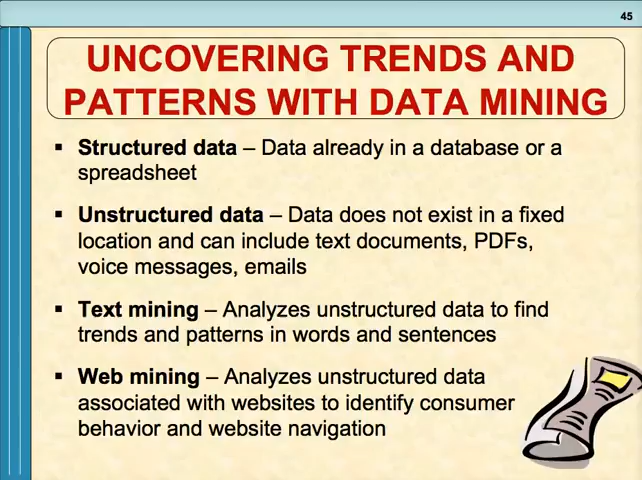 45
UNCOVERING TRENDS AND
PATTERNS WITH DATA MINING
▪ Structured data – Data already in a database or a
spreadsheet
▪ Unstructured data – Data does not exist in a fixed
location and can include text documents, PDFs,
voice messages, emails
▪ Text mining – Analyzes unstructured data to find
trends and patterns in words and sentences
▪ Web mining – Analyzes unstructured data
associated with websites to identify consumer
behavior and website navigation